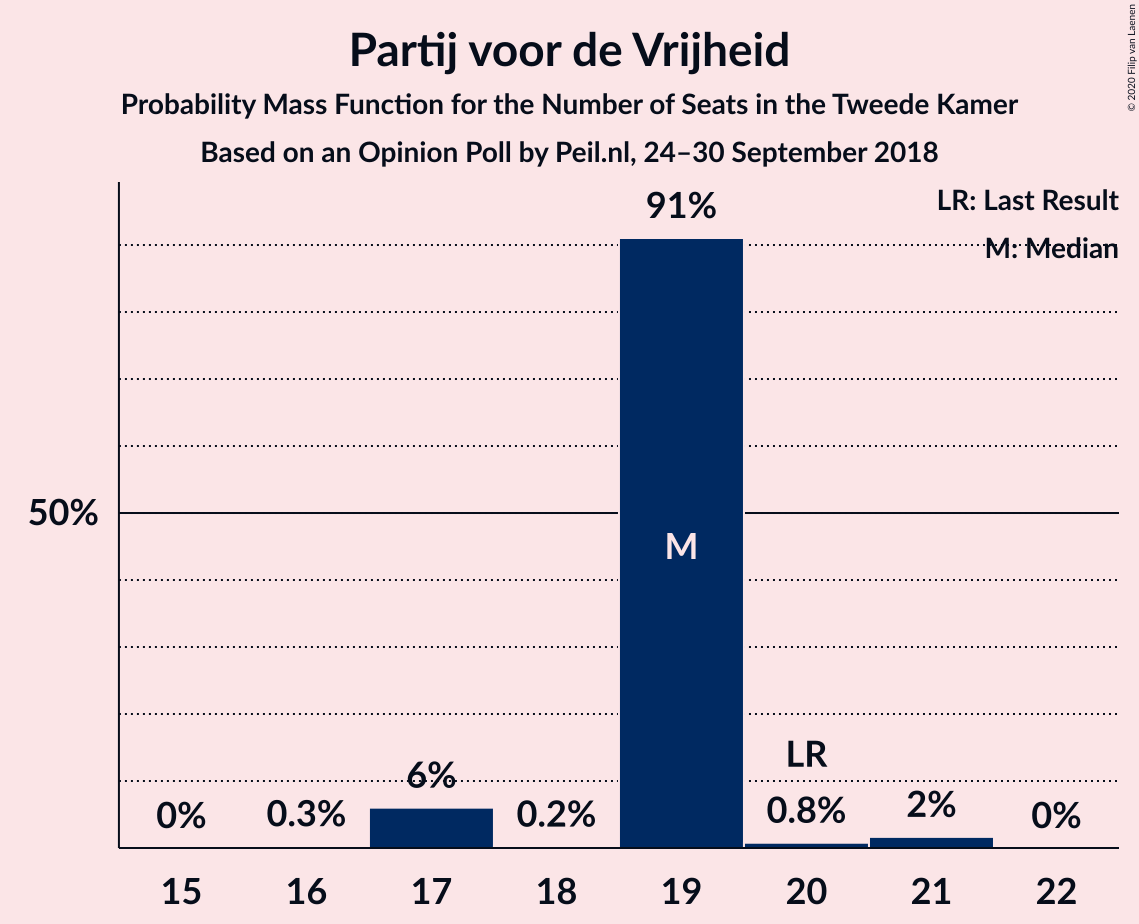 Partij voor de Vrijheid
Probability Mass Function for the Number of Seats in the Tweede Kamer
Based on an Opinion Poll by Peil.nl, 24–30 September 2018
© 2020 Filip van Laenen
LR: Last Result
M: Median
91%
50%
M
LR
6%
0% 0.3% 0.2% 0.8% 2% 0%
15 16 17 18 19 20 21 22